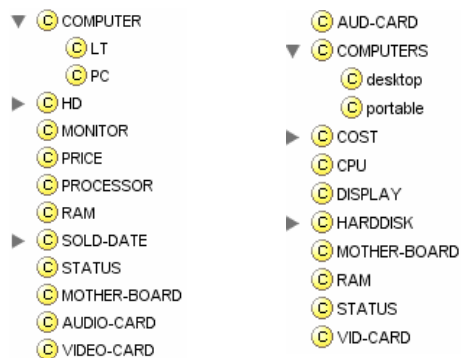 COMPUTER
LT
PC
HD
MONITOR
PRICE
PROCESSOR
RAM
SOLD-DATE
STATUS
MOTHER-BOARD
AUDIO-CARD
VIDEO-CARD
AUD-CARD
COMPUTERS
desktop
portable
COST
CPU
DISPLAY
HARDDISK
MOTHER-BOARD
RAM
STATUS
VID-CARD